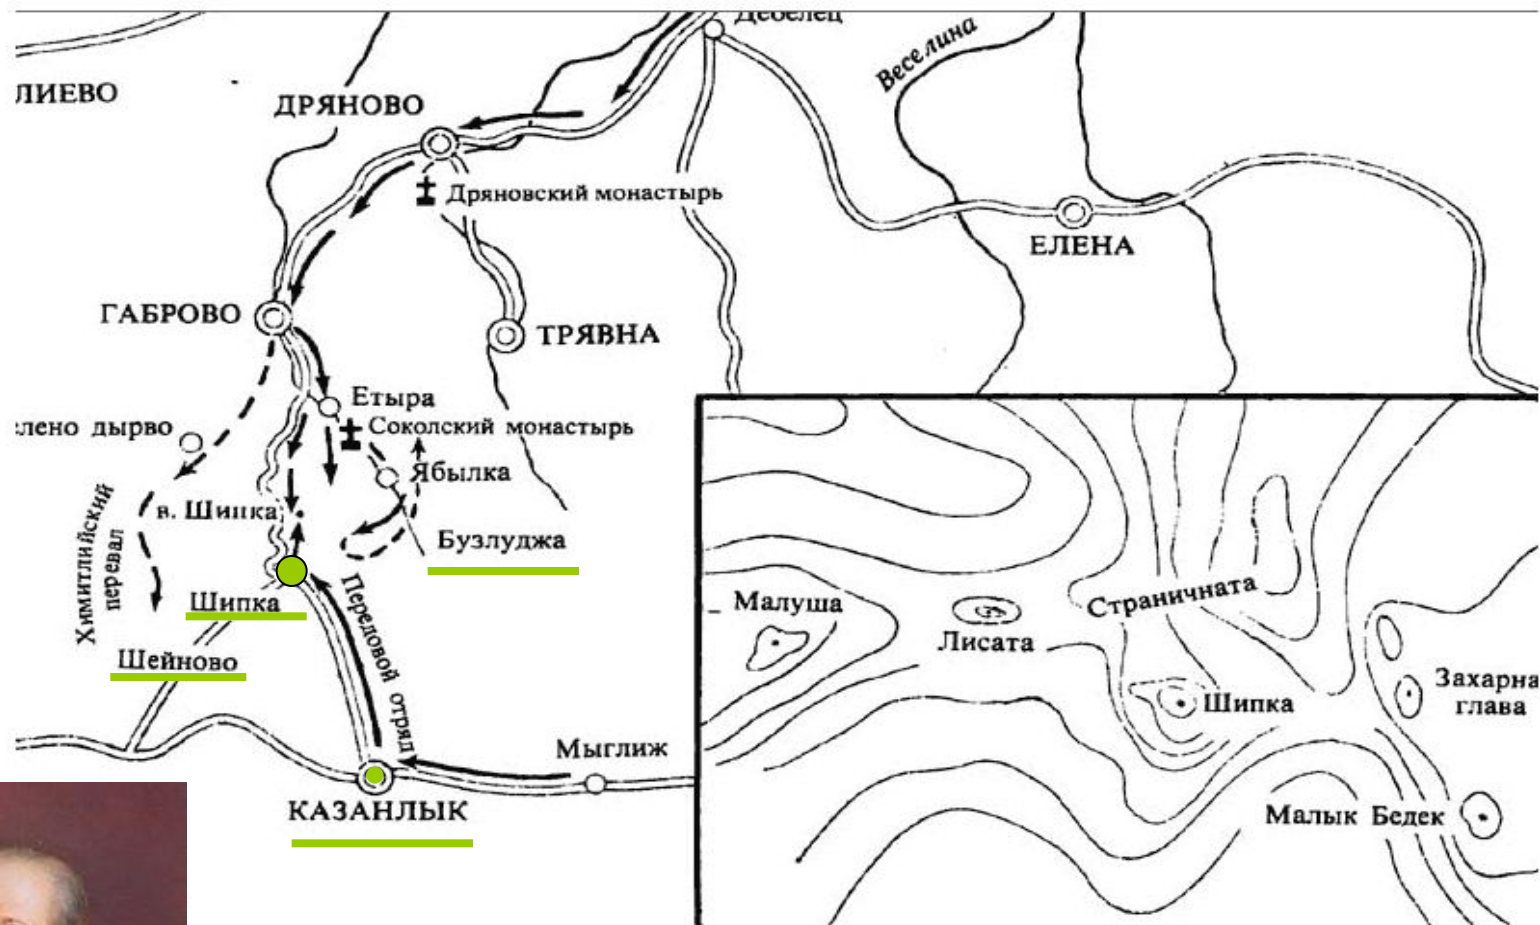 Дебелец
Веселина
ЛИЕВО
ДРЯНОВО
Дряновский монастырь
ЕЛЕНА
ГАБРОВО
ТРЯВНА
Етыра
елено дырво
Соколский монастырь
Ябылка
Химитлийский
перевал
в. Шипка
Бузлуджа
Шипка
Передовой отряд
Шейново
Мыглиж
КАЗАНЛЫК
Малуша
Лисата
Страничната
Шипка
Захарна
глава
Малык Бедек